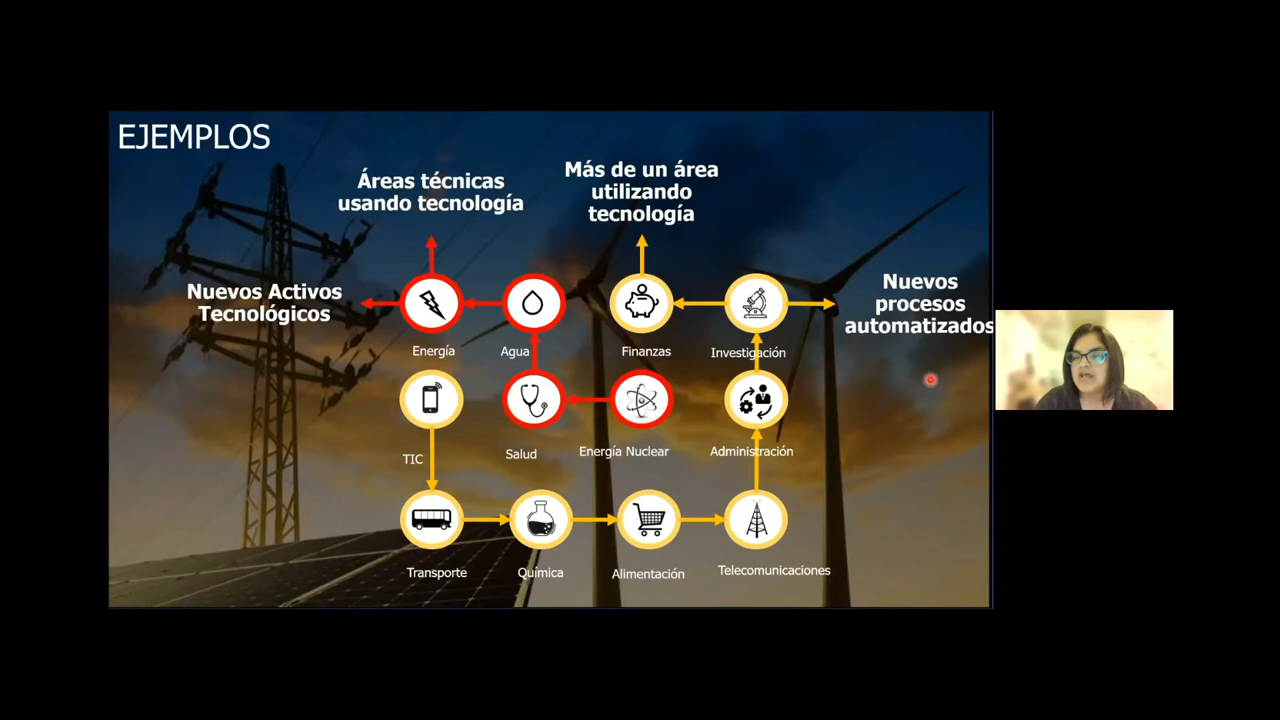 EJEMPLOS
Áreas técnicas
usando tecnología
Más de un área
utilizando
tecnología
Nuevos Activos
Tecnológicos
Nuevos
procesos
automatizados
Energía
Agua
Finanzas
Investigación
TIC
Salud
Energía Nuclear
Administración
Transporte
Química
Alimentación
Telecomunicaciones